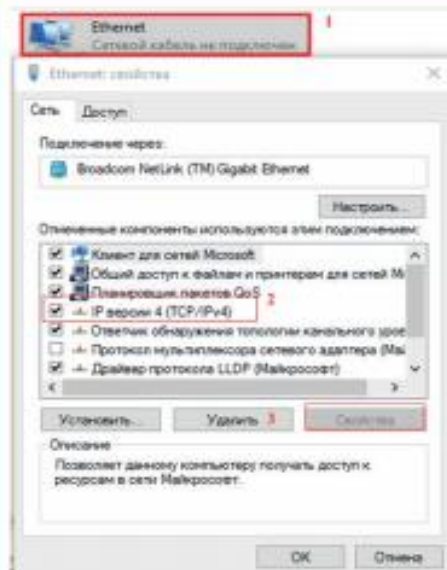 Ethernet
1
Сетевой кабель не подключен
Ethernet: свойства
Сеть
Доступ
Подключение через:
Broadcom NetLink (TM) Gigabit Ethernet
Настроить...
Отмеченные компоненты используются этим подключением:
Клиент для сетей Microsoft
Общий доступ к файлам и принтерам для сетей Mi
Планировщик пакетов QoS
2
IP версии 4 (TCP/IPv4)
Ответчик обнаружения топологии канального уров
Протокол мультиплексора сетевого адаптера (Май
Драйвер протокола LLDP (Майкрософт)
Установить...
Удалить
3
Свойства
Описание
Позволяет данному компьютеру получать доступ к
ресурсам в сети Майкрософт.
OK
Отмена